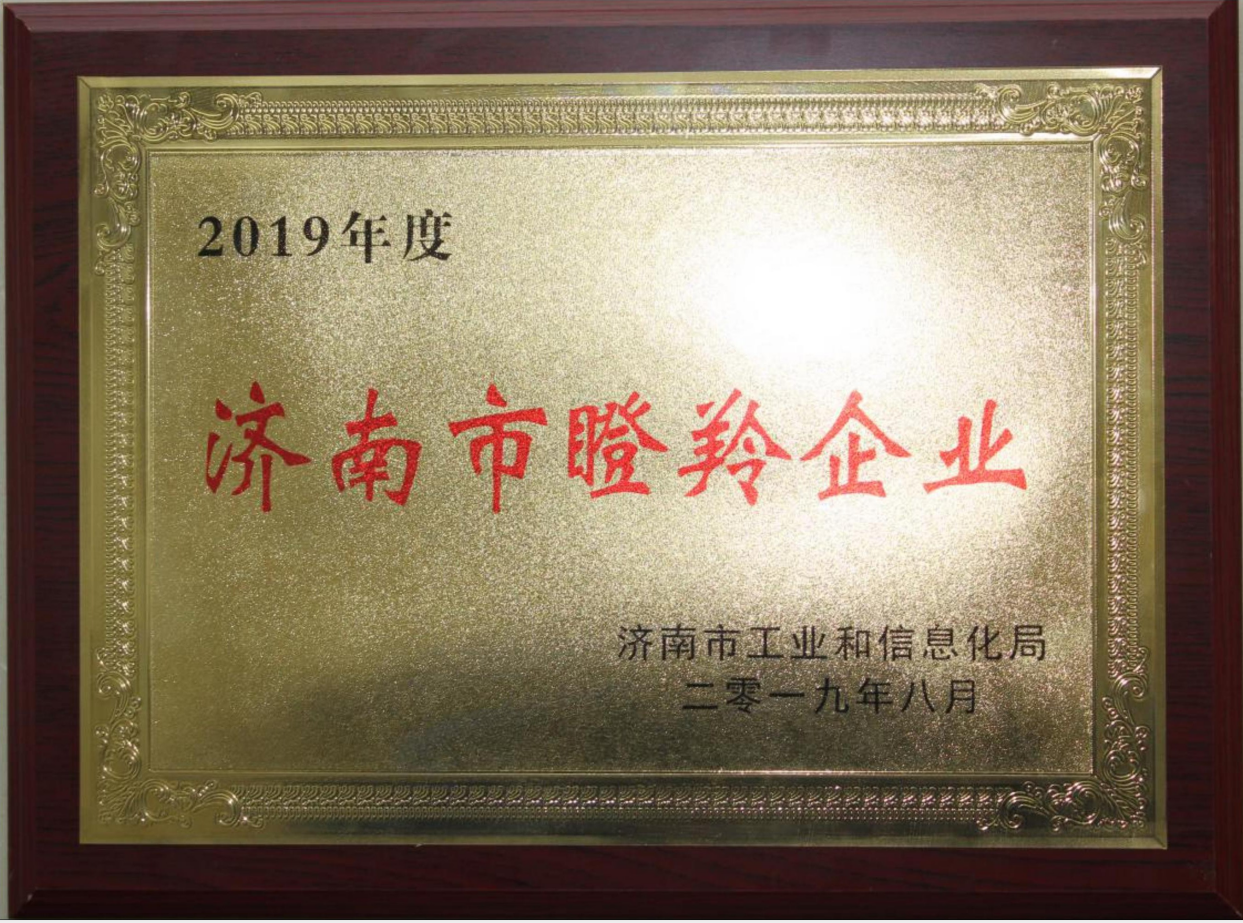 2019年度
济南市瞪羚企业
济南市工业和信息化局
二零一九年八月